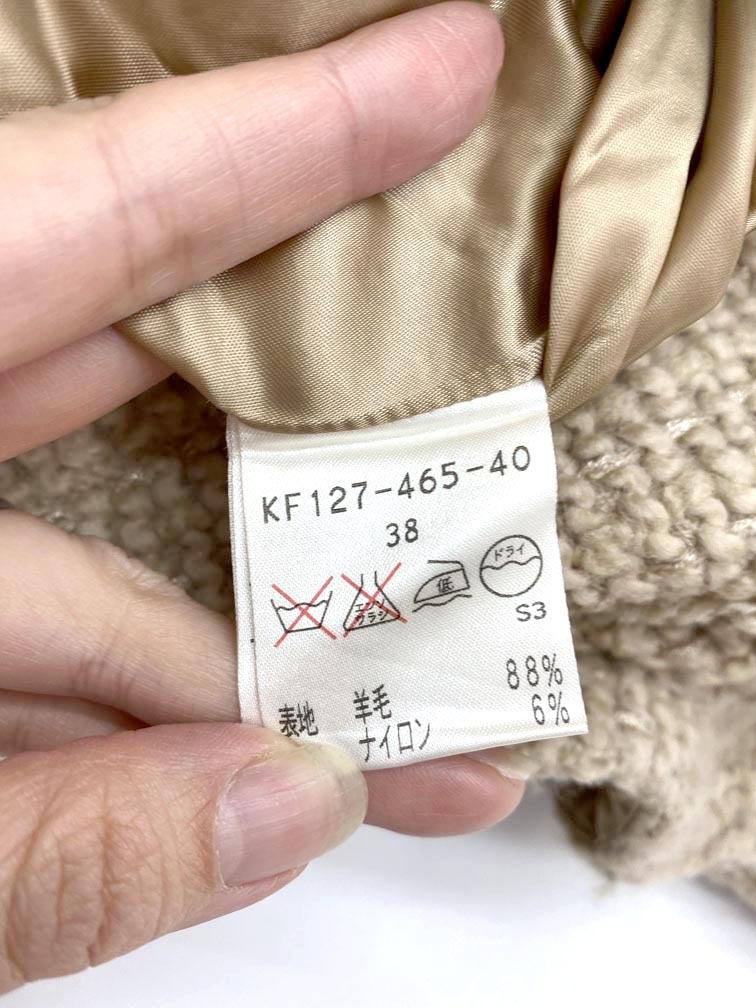 KF127-465-40
38
エンソ
サラシ
低
ドライ
S3
表地 羊毛 88%
ナイロン 6%